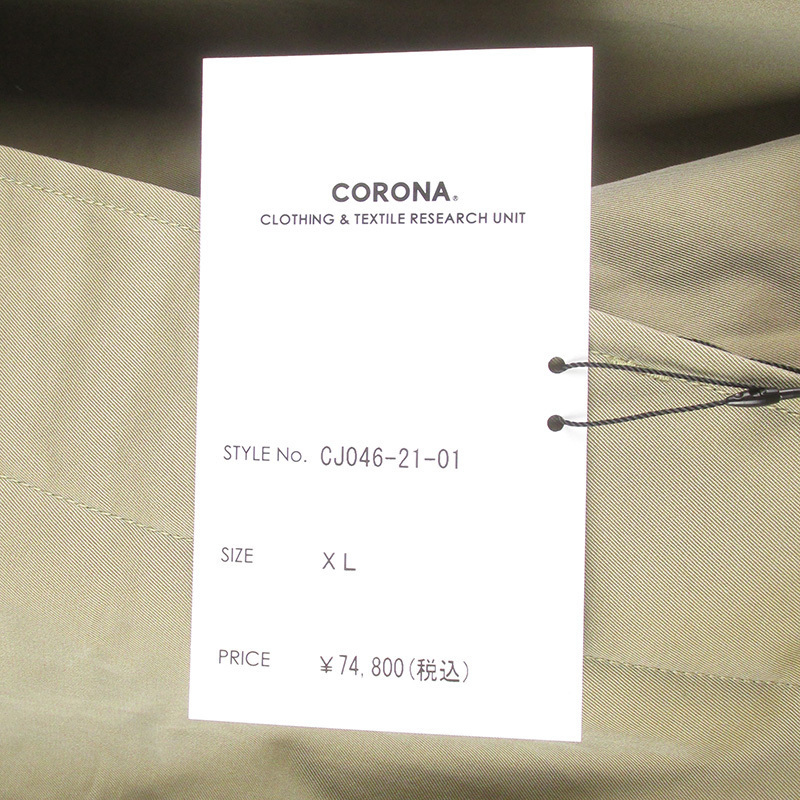 CORONA®
CLOTHING & TEXTILE RESEARCH UNIT
STYLE No. CJ046-21-01
SIZE XL
PRICE ¥74,800(税込)